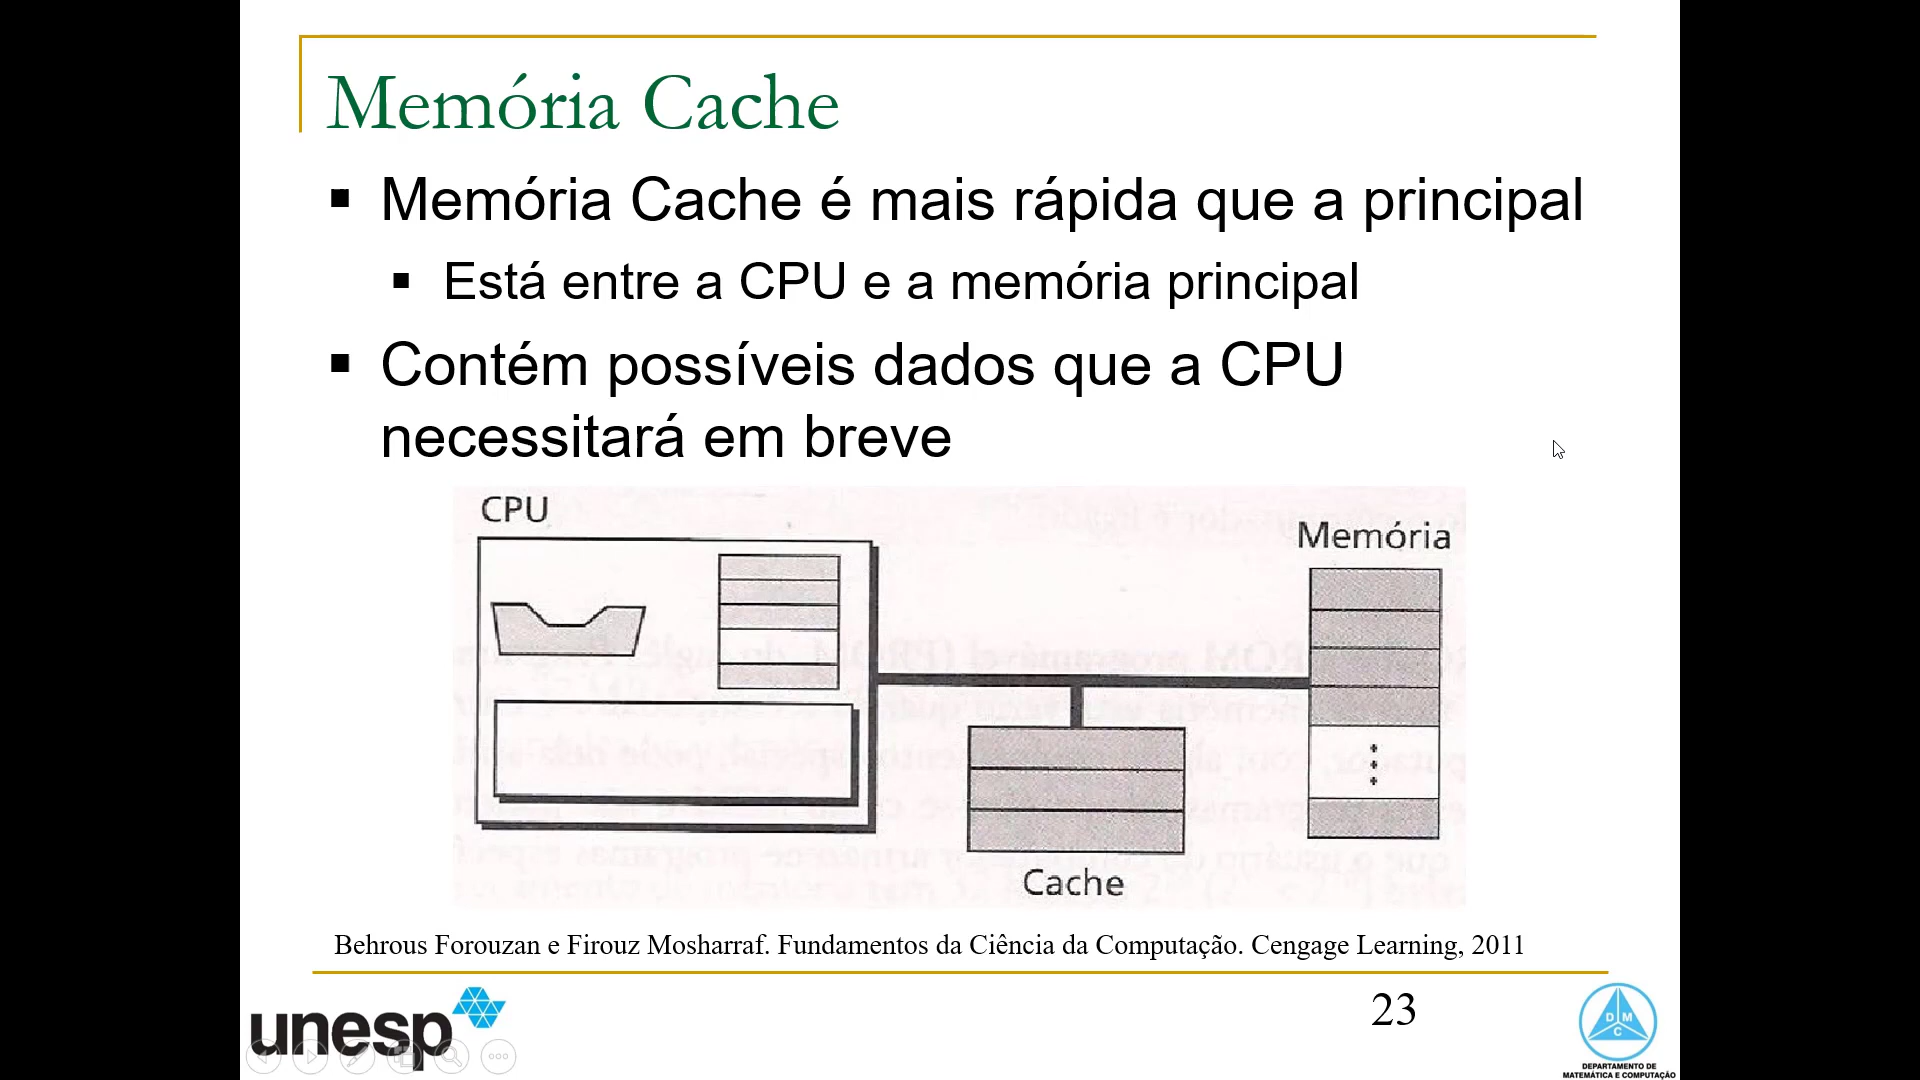 Memória Cache
Memória Cache é mais rápida que a principal
Está entre a CPU e a memória principal
Contém possíveis dados que a CPU
necessitará em breve
CPU
Memória
Cache
Behrous Forouzan e Firouz Mosharraf. Fundamentos da Ciência da Computação. Cengage Learning, 2011
unesp
23
D M
C
DEPARTAMENTO DE
MATEMÁTICA E COMPUTAÇÃO